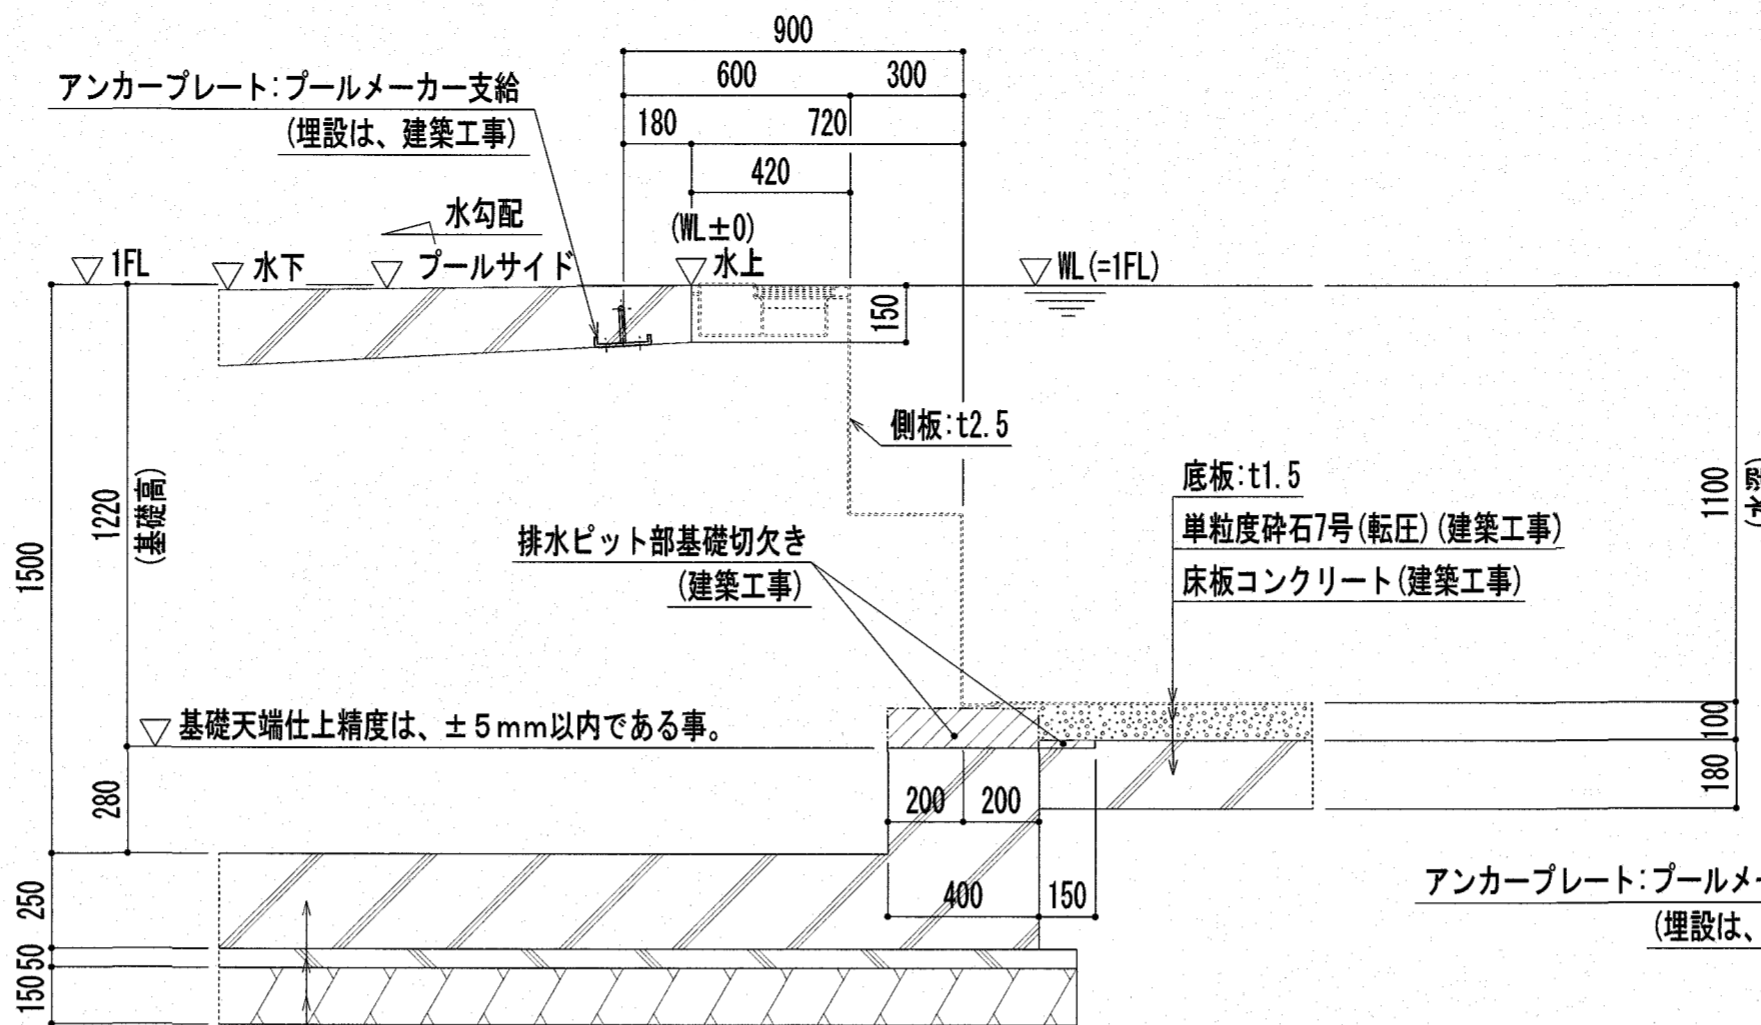 900
600
300
アンカープレート:プールメーカー支給
(埋設は、建築工事)
180
720
420
水勾配
(WL±0)
1FL
水下
プールサイド
水上
WL(=1FL)
150
側板:t2.5
1500
1220
(基礎高)
底板:t1.5
単粒度砕石7号(転圧)(建築工事)
床板コンクリート(建築工事)
1100
排水ピット部基礎切欠き
(建築工事)
基礎天端仕上精度は、±5mm以内である事。
100
180
280
200
200
400
150
250
50
150
アンカープレート:プールメー
(埋設は、